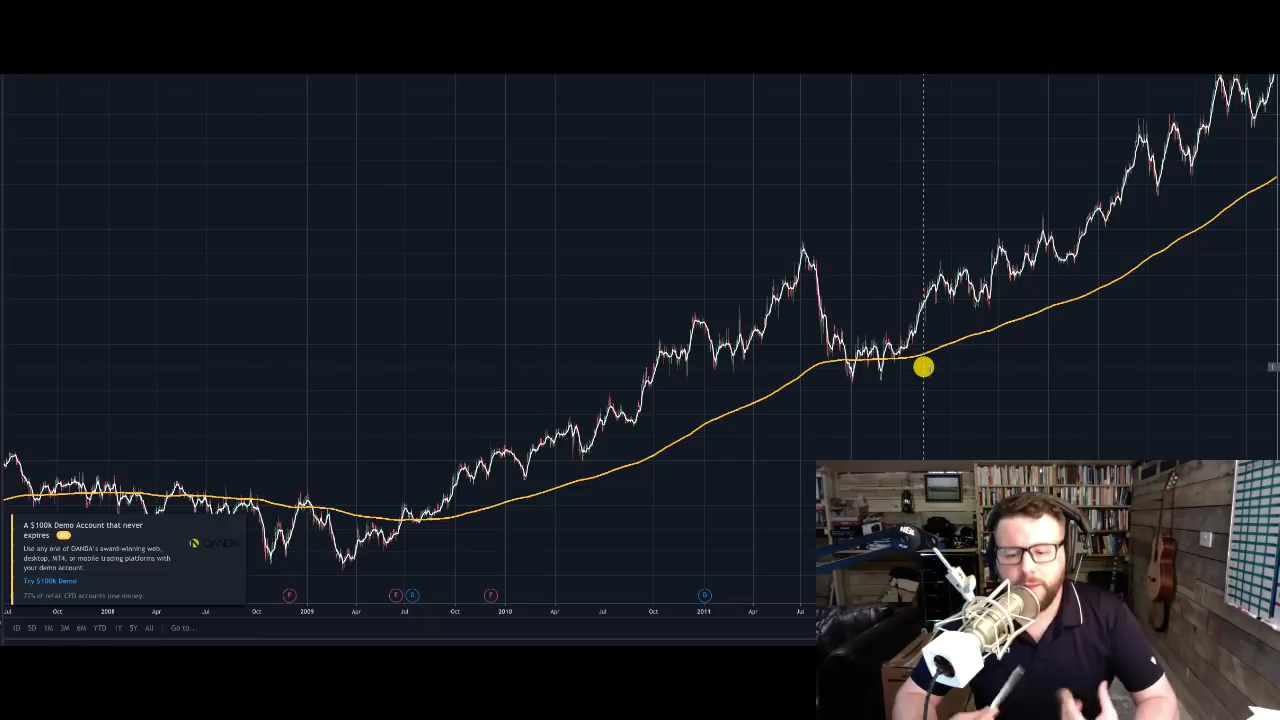 A $100k Demo Account that never
expires AD
Use any one of OANDA's award-winning web,
desktop, MT4, or mobile trading platforms with
your demo account.
OANDA
Try $100k Demo
77% of retail CFD accounts lose money.
E E D E D
Jul Oct 2008 Apr Jul Oct 2009 Apr Jul Oct 2010 Apr Jul Oct 2011 Apr Jul
1D 5D 1M 3M 6M YTD 1Y 5Y All Go to...